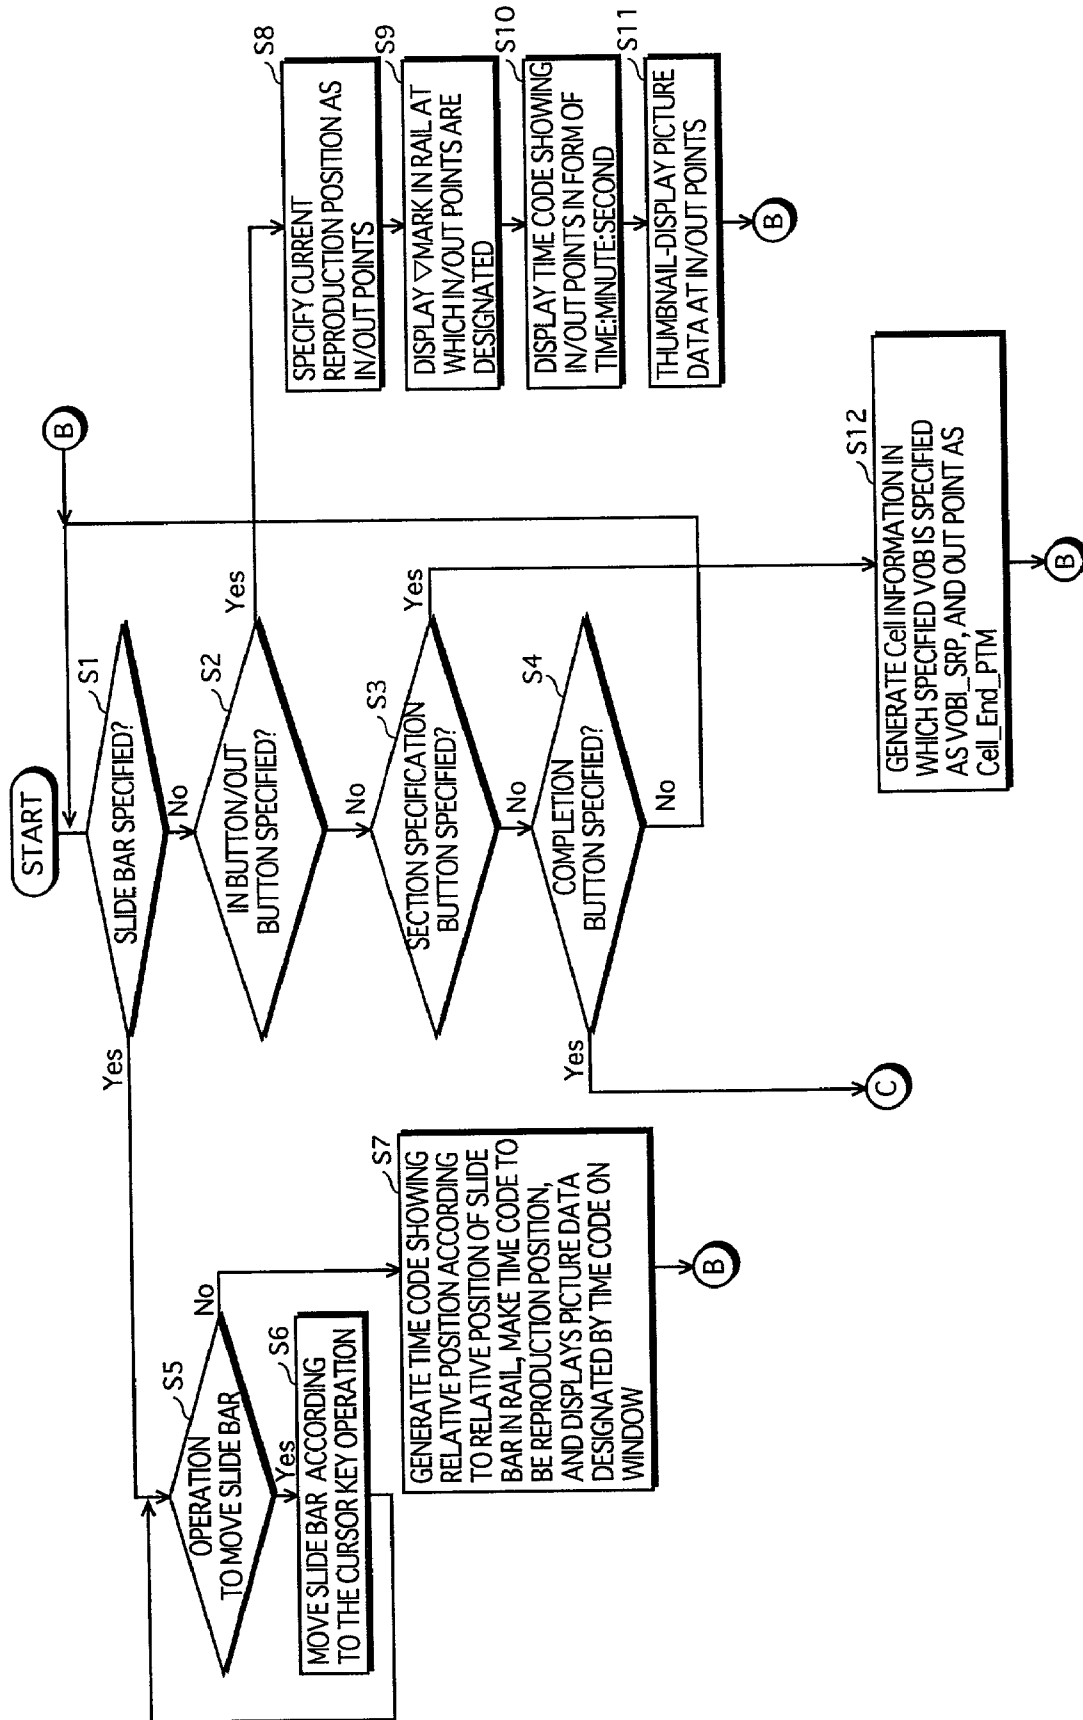 START
B
S1
SLIDE BAR SPECIFIED?
Yes
No
S2
IN BUTTON/OUT
BUTTON SPECIFIED?
Yes
No
S3
SECTION SPECIFICATION
BUTTON SPECIFIED?
Yes
No
S4
COMPLETION
BUTTON SPECIFIED?
Yes
No
C
S5
OPERATION
TO MOVE SLIDE BAR
No
Yes
S6
MOVE SLIDE BAR ACCORDING
TO THE CURSOR KEY OPERATION
S7
GENERATE TIME CODE SHOWING
RELATIVE POSITION ACCORDING
TO RELATIVE POSITION OF SLIDE
BAR IN RAIL, MAKE TIME CODE TO
BE REPRODUCTION POSITION,
AND DISPLAYS PICTURE DATA
DESIGNATED BY TIME CODE ON
WINDOW
B
S8
SPECIFY CURRENT
REPRODUCTION POSITION AS
IN/OUT POINTS
S9
DISPLAY ▽MARK IN RAIL AT
WHICH IN/OUT POINTS ARE
DESIGNATED
S10
DISPLAY TIME CODE SHOWING
IN/OUT POINTS IN FORM OF
TIME:MINUTE:SECOND
S11
THUMBNAIL-DISPLAY PICTURE
DATA AT IN/OUT POINTS
B
S12
GENERATE Cell INFORMATION IN
WHICH SPECIFIED VOB IS SPECIFIED
AS VOBI_SRP, AND OUT POINT AS
Cell_End_PTM
B